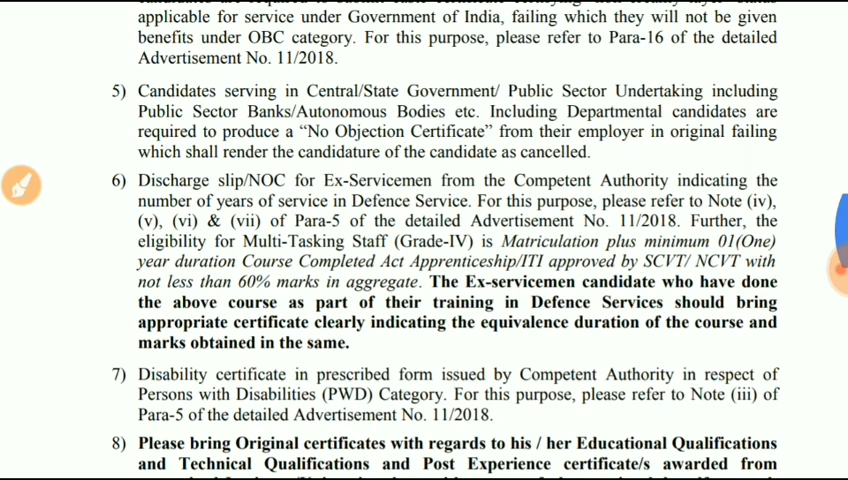 applicable for service under Government of India, failing which they will not be given
benefits under OBC category. For this purpose, please refer to Para-16 of the detailed
Advertisement No. 11/2018.
5) Candidates serving in Central/State Government/ Public Sector Undertaking including
Public Sector Banks/Autonomous Bodies etc. Including Departmental candidates are
required to produce a “No Objection Certificate” from their employer in original failing
which shall render the candidature of the candidate as cancelled.
6) Discharge slip/NOC for Ex-Servicemen from the Competent Authority indicating the
number of years of service in Defence Service. For this purpose, please refer to Note (iv),
(v), (vi) & (vii) of Para-5 of the detailed Advertisement No. 11/2018. Further, the
eligibility for Multi-Tasking Staff (Grade-IV) is Matriculation plus minimum 01(One)
year duration Course Completed Act Apprenticeship/ITI approved by SCVT/ NCVT with
not less than 60% marks in aggregate. The Ex-servicemen candidate who have done
the above course as part of their training in Defence Services should bring
appropriate certificate clearly indicating the equivalence duration of the course and
marks obtained in the same.
7) Disability certificate in prescribed form issued by Competent Authority in respect of
Persons with Disabilities (PWD) Category. For this purpose, please refer to Note (iii) of
Para-5 of the detailed Advertisement No. 11/2018.
8) Please bring Original certificates with regards to his / her Educational Qualifications
and Technical Qualifications and Post Experience certificate/s awarded from